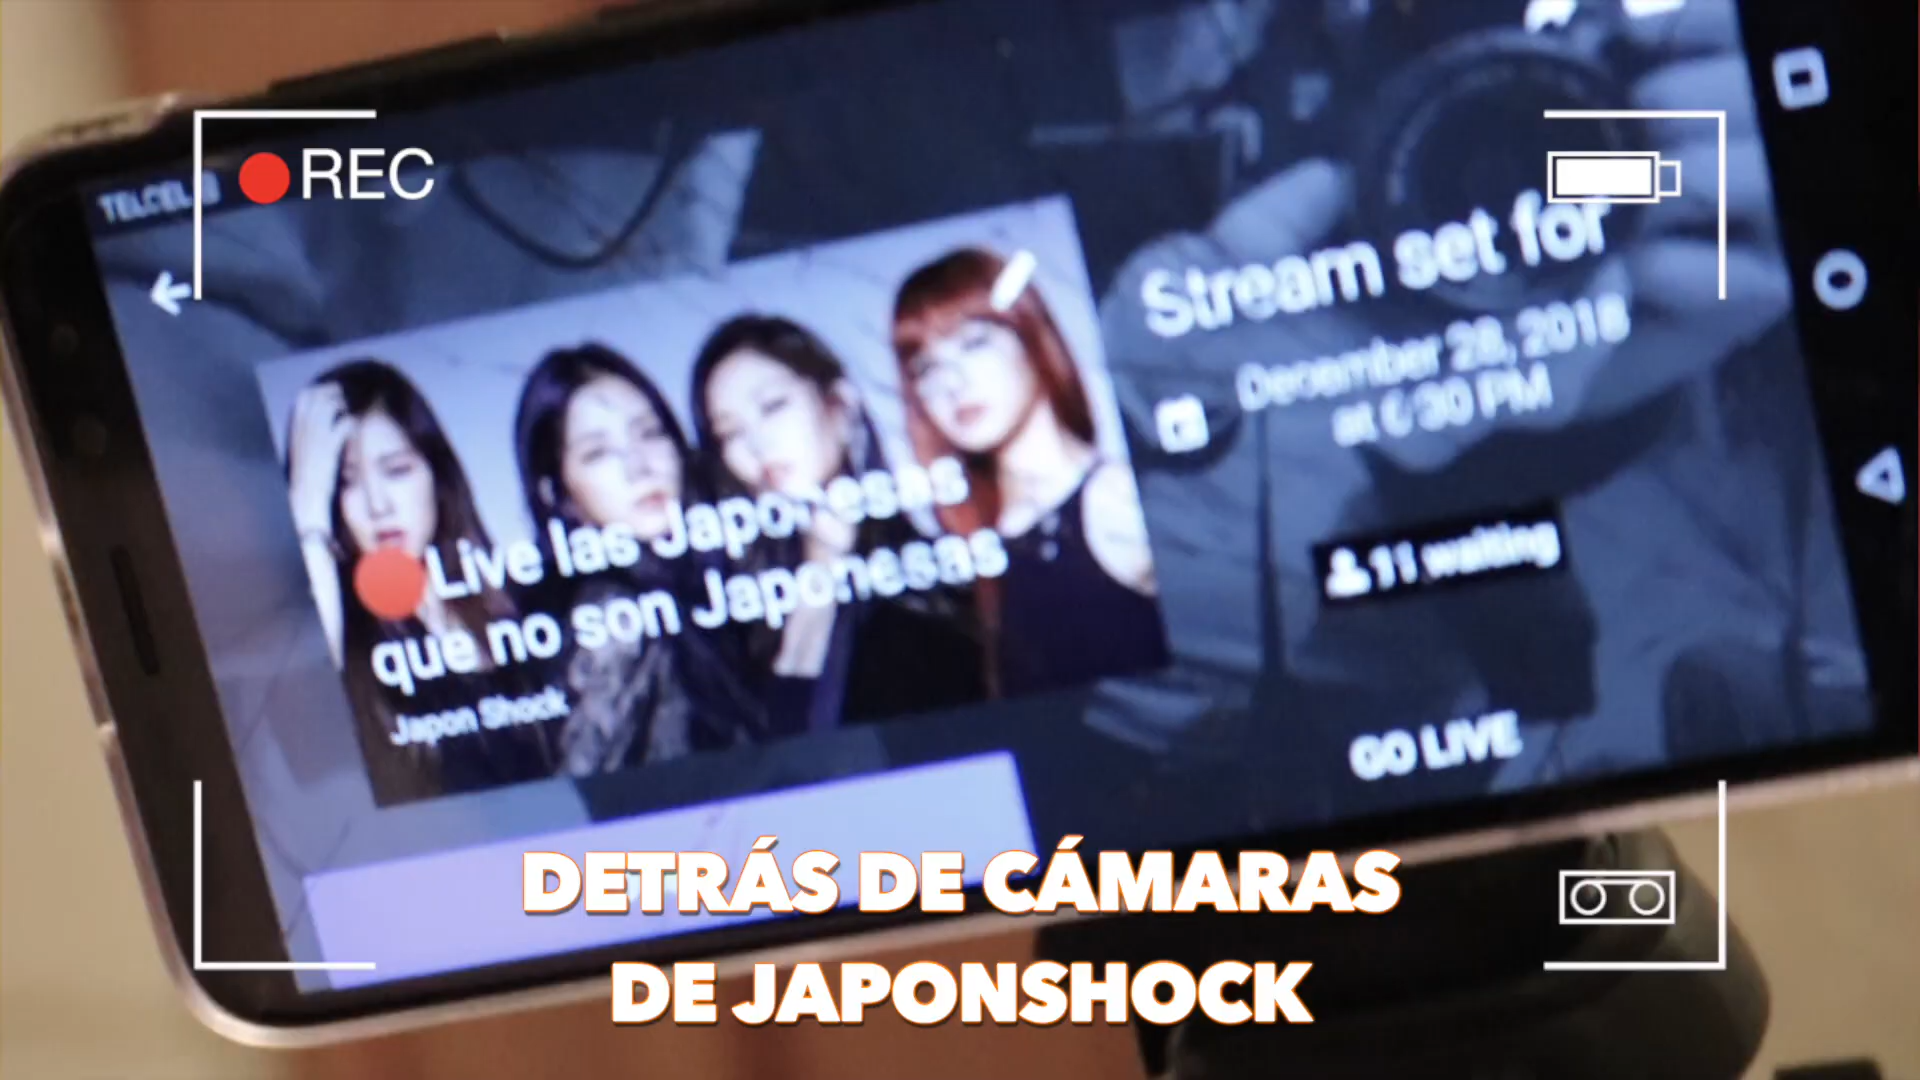 TELCEL
REC
Stream set for
December 28, 2018
at 6:30 PM
Live las Japonesas
que no son Japonesas
11 waiting
Japon Shock
GO LIVE
DETRÁS DE CÁMARAS
DE JAPONSHOCK